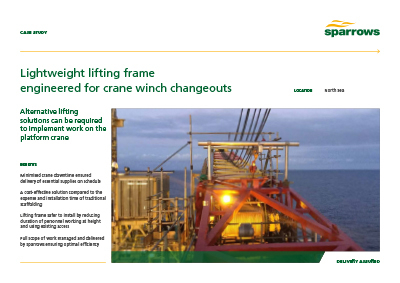 CASE STUDY
sparrows
Lightweight lifting frame
engineered for crane winch changeouts
LOCATION North Sea
Alternative lifting
solutions can be required
to implement work on the
platform crane
BENEFITS
Minimised crane downtime ensured
delivery of essential supplies on schedule
A cost-effective solution compared to the
expense and installation time of traditional
scaffolding
Lifting frame safer to install by reducing
duration of personnel working at height
and using existing access
Full scope of work managed and delivered
by Sparrows ensuring optimal efficiency
DELIVERY ASSURED